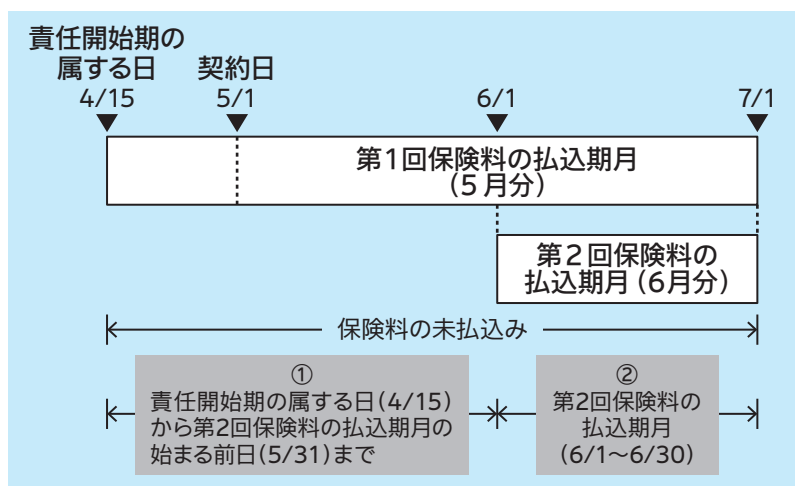 責任開始期の
属する日
契約日
4/15
5/1
6/1
7/1
第1回保険料の払込期月
(5月分)
第2回保険料の
払込期月(6月分)
保険料の未払込み
①
責任開始期の属する日(4/15)
から第2回保険料の払込期月の
始まる前日(5/31)まで
②
第2回保険料の
払込期月
(6/1～6/30)